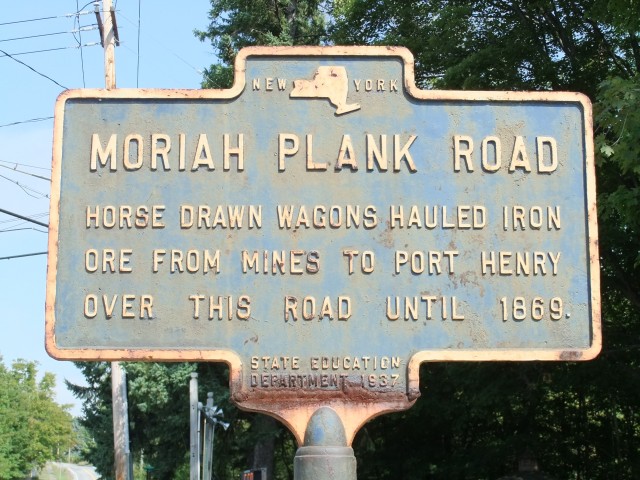 NEW YORK
MORIAH PLANK ROAD
HORSE DRAWN WAGONS HAULED IRON
ORE FROM MINES TO PORT HENRY
OVER THIS ROAD UNTIL 1869.
STATE EDUCATION
DEPARTMENT 1937